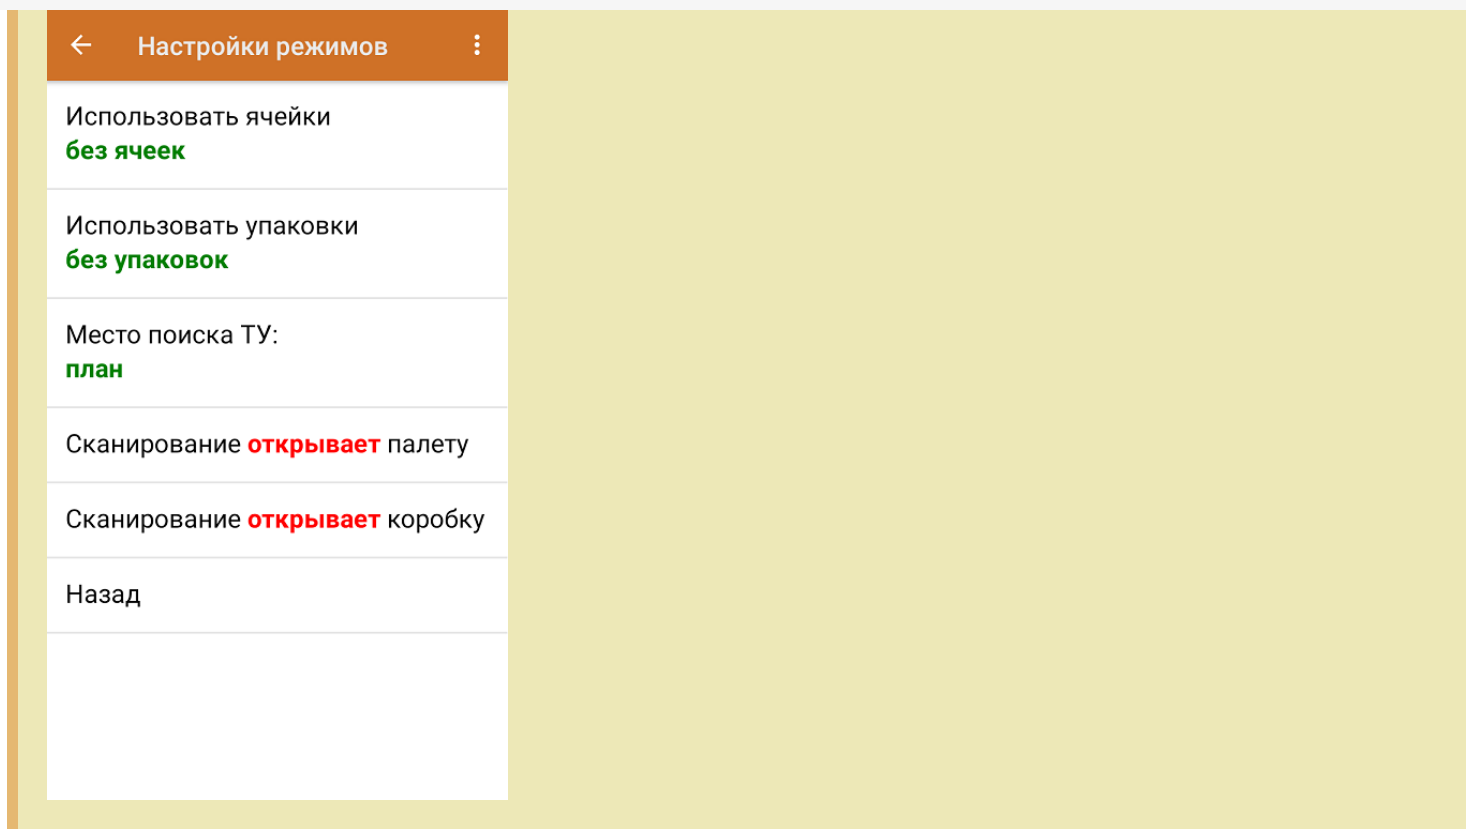 Настройки режимов
Использовать ячейки
без ячеек
Использовать упаковки
без упаковок
Место поиска ТУ:
план
Сканирование открывает палету
Сканирование открывает коробку
Назад